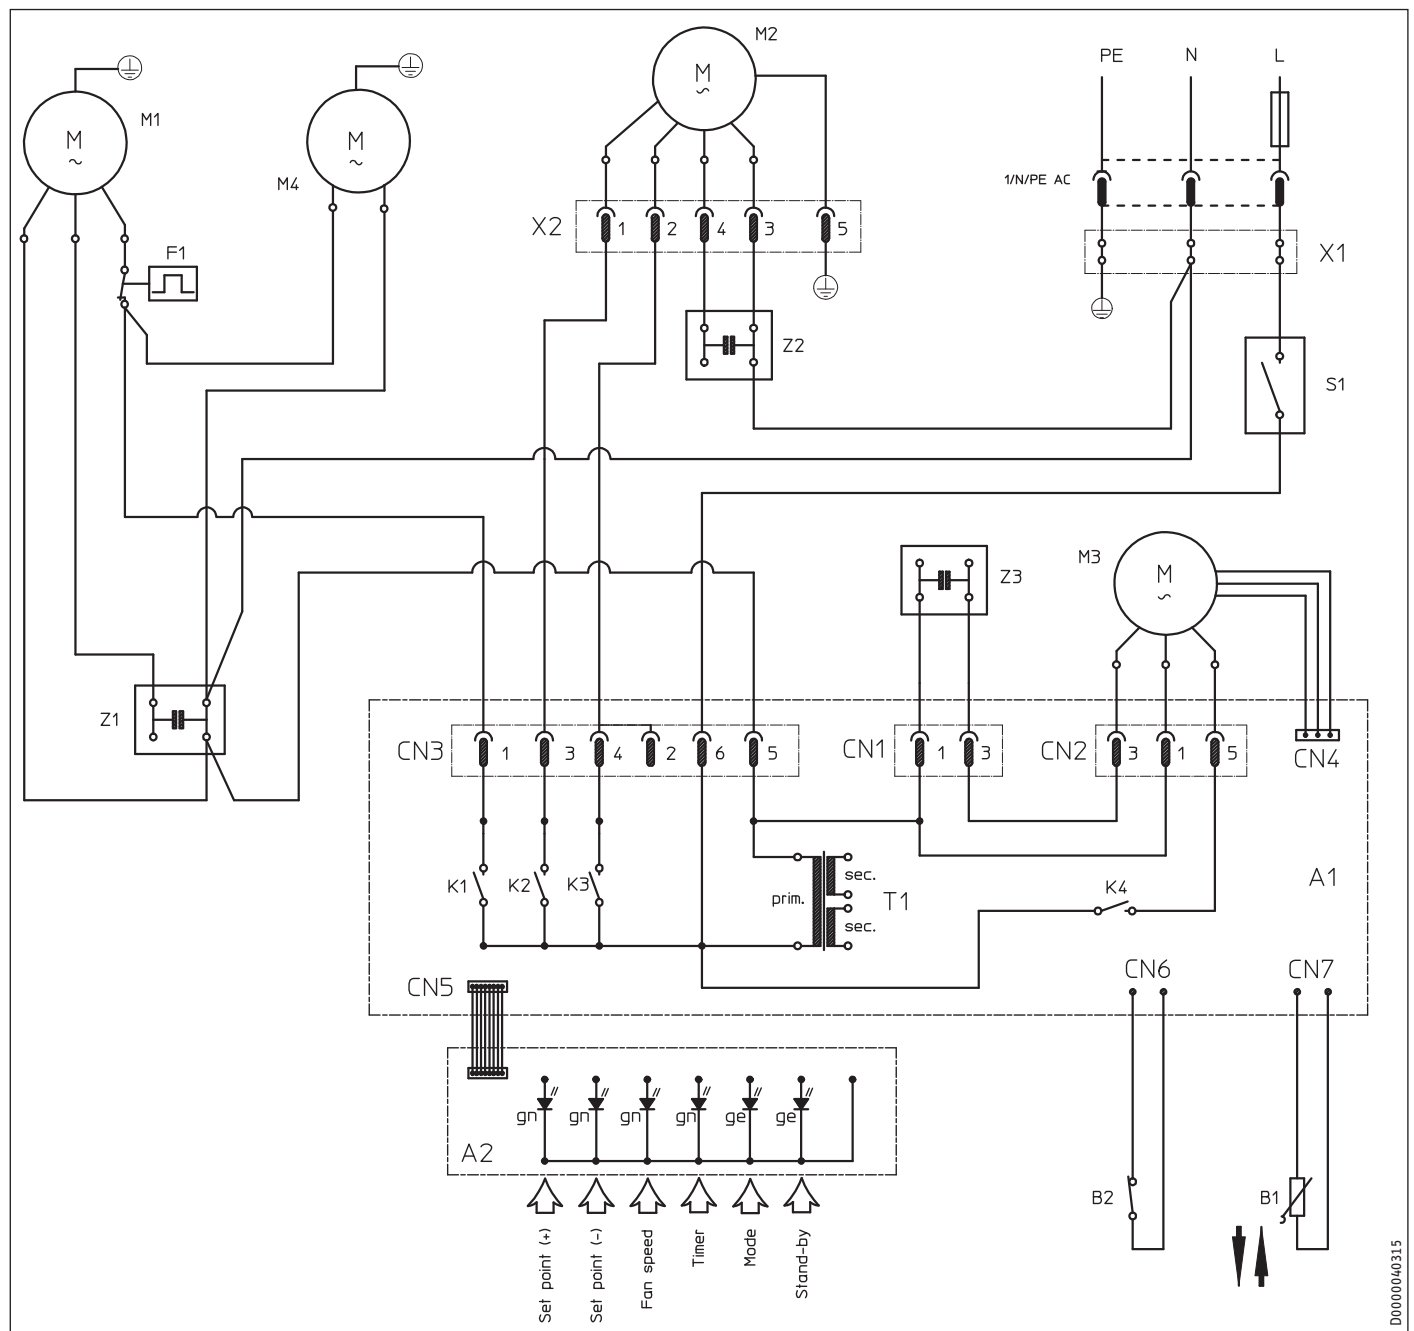 M2
PE N L
M1
M
~
M
~
M
~
M4
1/N/PE AC
X2
1 2 4 3 5
X1
F1
Z2
S1
M3
M
~
Z3
Z1
CN3
1 3 4 2 6 5
CN1
1 3
CN2
3 1 5
CN4
K1 K2 K3
prim.
sec.
sec.
T1
K4
A1
CN5
CN6
CN7
gn gn gn gn ge ge
A2
B2
B1
Set point (+)
Set point (-)
Fan speed
Timer
Mode
Stand-by
D0000040315